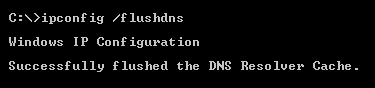 C:\>ipconfig /flushdns
Windows IP Configuration
Successfully flushed the DNS Resolver Cache.